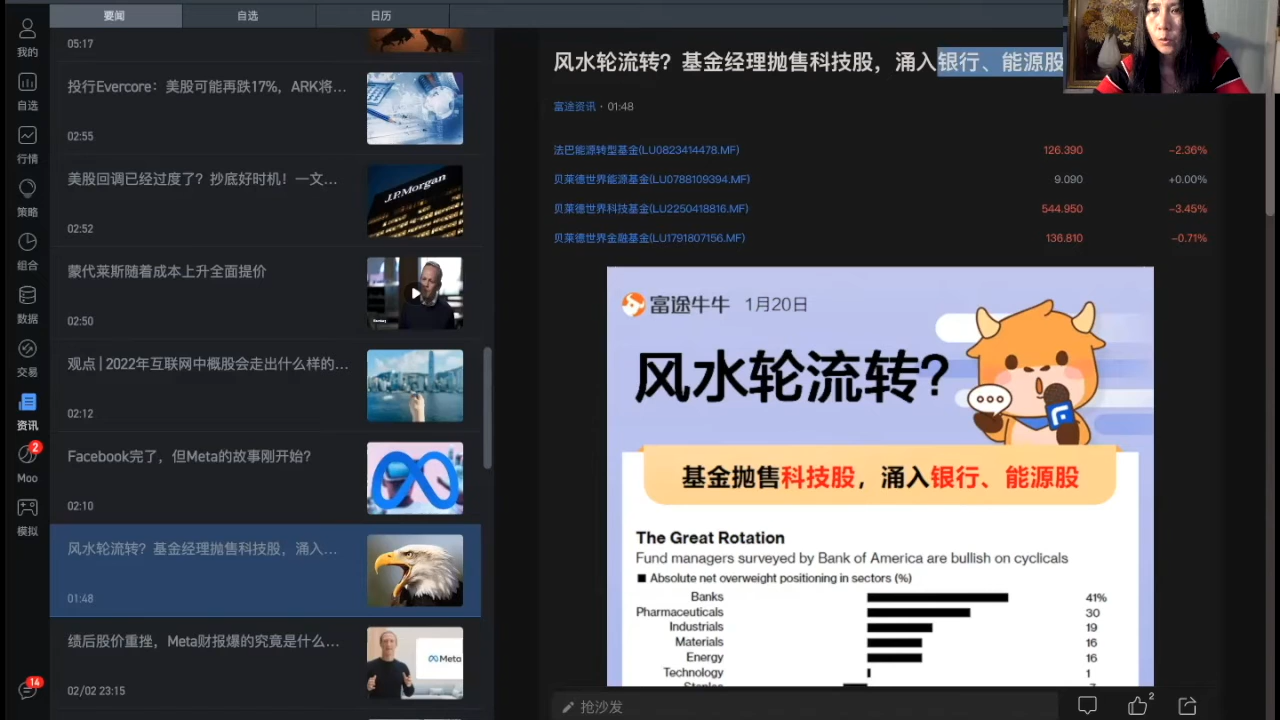 要闻
自选
日历
我的
自选
行情
策略
组合
数据
交易
资讯
2
Moo
模拟
14
05:17
投行Evercore：美股可能再跌17%，ARK将…
02:55
J.P.Morgan
美股回调已经过度了？抄底好时机！一文…
02:52
蒙代莱斯随着成本上升全面提价
02:50
观点 | 2022年互联网中概股会走出什么样的…
02:12
Facebook完了，但Meta的故事刚开始？
02:10
风水轮流转？基金经理抛售科技股，涌入…
01:48
绩后股价重挫，Meta财报爆的究竟是什么…
Meta
02/02 23:15
风水轮流转？基金经理抛售科技股，涌入银行、能源股
富途资讯 · 01:48
法巴能源转型基金(LU0823414478.MF) 126.390 -2.36%
贝莱德世界能源基金(LU0788109394.MF) 9.090 +0.00%
贝莱德世界科技基金(LU2250418816.MF) 544.950 -3.45%
贝莱德世界金融基金(LU1791807156.MF) 136.810 -0.71%
富途牛牛 1月20日
风水轮流转？
基金抛售科技股，涌入银行、能源股
The Great Rotation
Fund managers surveyed by Bank of America are bullish on cyclicals
Absolute net overweight positioning in sectors (%)
Banks 41%
Pharmaceuticals 30
Industrials 19
Materials 16
Energy 16
Technology 1
抢沙发
2